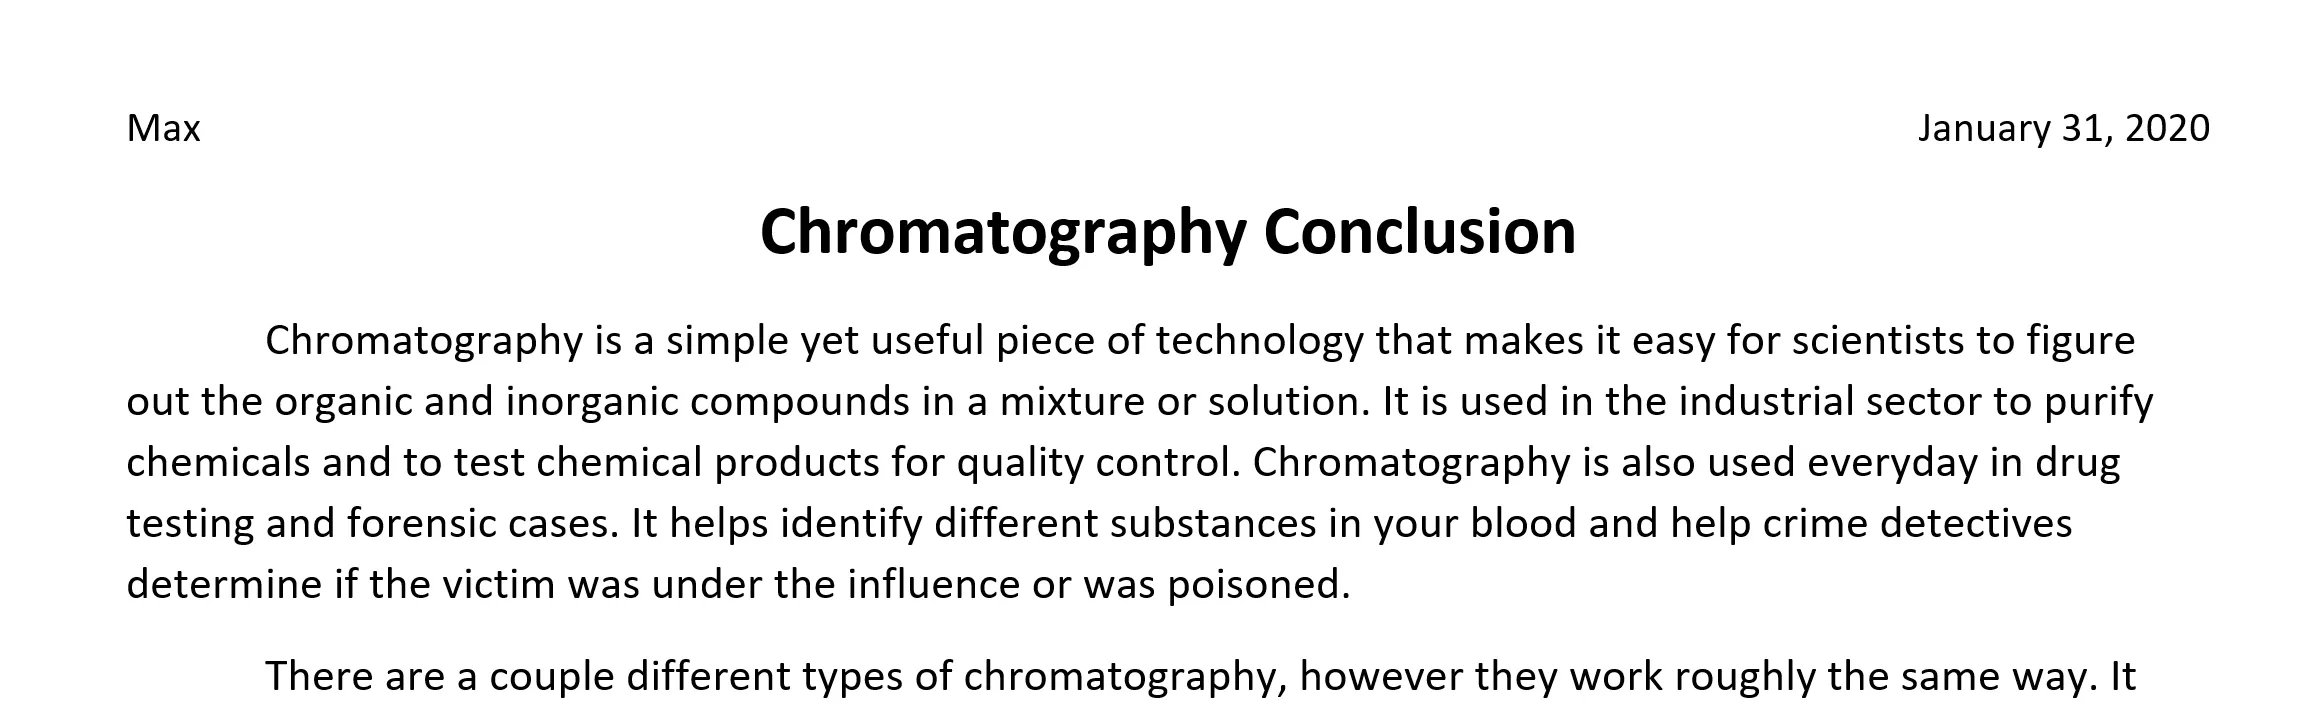 Max January 31, 2020
Chromatography Conclusion
Chromatography is a simple yet useful piece of technology that makes it easy for scientists to figure
out the organic and inorganic compounds in a mixture or solution. It is used in the industrial sector to purify
chemicals and to test chemical products for quality control. Chromatography is also used everyday in drug
testing and forensic cases. It helps identify different substances in your blood and help crime detectives
determine if the victim was under the influence or was poisoned.
There are a couple different types of chromatography, however they work roughly the same way. It